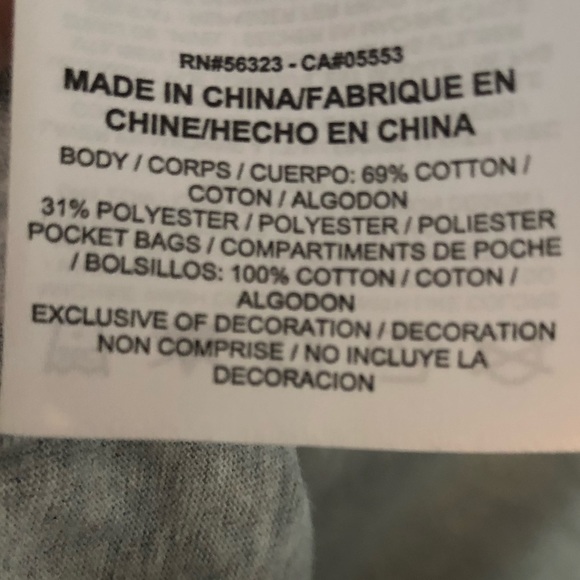 RN#56323 - CA#05553
MADE IN CHINA/FABRIQUE EN
CHINE/HECHO EN CHINA
BODY / CORPS / CUERPO: 69% COTTON /
COTON / ALGODON
31% POLYESTER / POLYESTER / POLIESTER
POCKET BAGS / COMPARTIMENTS DE POCHE
/ BOLSILLOS: 100% COTTON / COTON /
ALGODON
EXCLUSIVE OF DECORATION / DECORATION
NON COMPRISE / NO INCLUYE LA
DECORACION